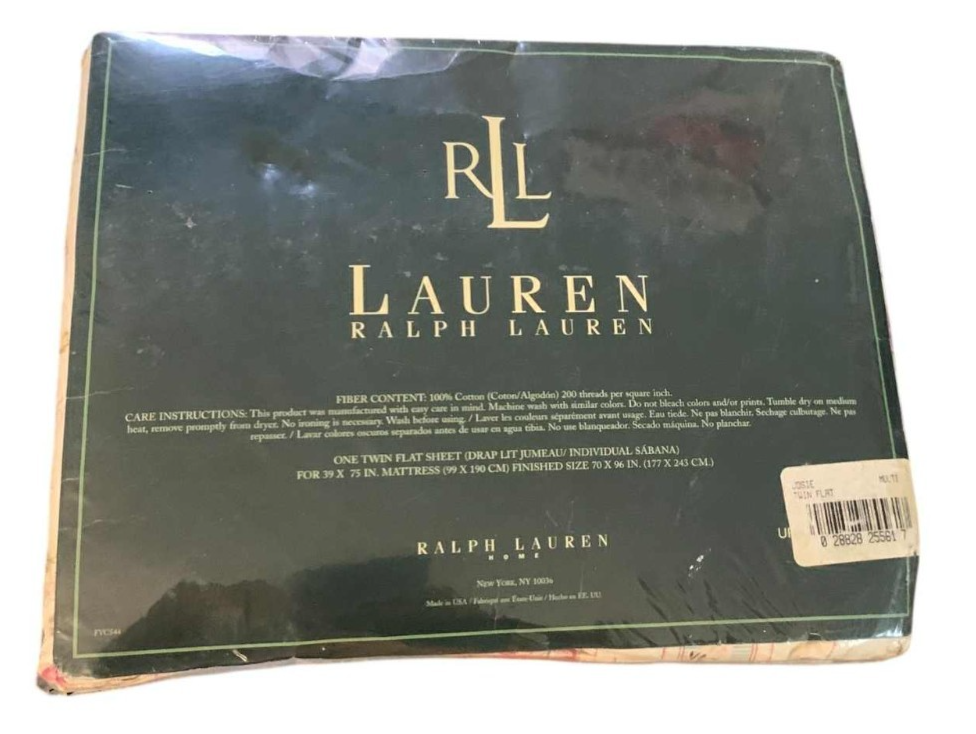 RLL
LAUREN
RALPH LAUREN
FIBER CONTENT: 100% Cotton (Coton/Algodón) 200 threads per square inch.
CARE INSTRUCTIONS: This product was manufactured with easy care in mind. Machine wash with similar colors. Do not bleach colors and/or prints. Tumble dry on medium
heat, remove promptly from dryer. No ironing is necessary. Wash before using. / Laver les couleurs séparément avant usage. Eau tiede. Ne pas blanchir. Sechage culbutage. Ne pas
repasser. / Lavar colores oscuros separados antes de usar en agua tibia. No use blanqueador. Secado máquina. No planchar.
ONE TWIN FLAT SHEET (DRAP LIT JUMEAU/ INDIVIDUAL SÁBANA)
FOR 39 X 75 IN. MATTRESS (99 X 190 CM) FINISHED SIZE 70 X 96 IN. (177 X 243 CM.)
JOSIE MULTI
TWIN FLAT
0 28828 25561 7
RALPH LAUREN
HOME
NEW YORK, NY 10036
Made in USA / Fabriqué aux États-Unis / Hecho en EE. UU.